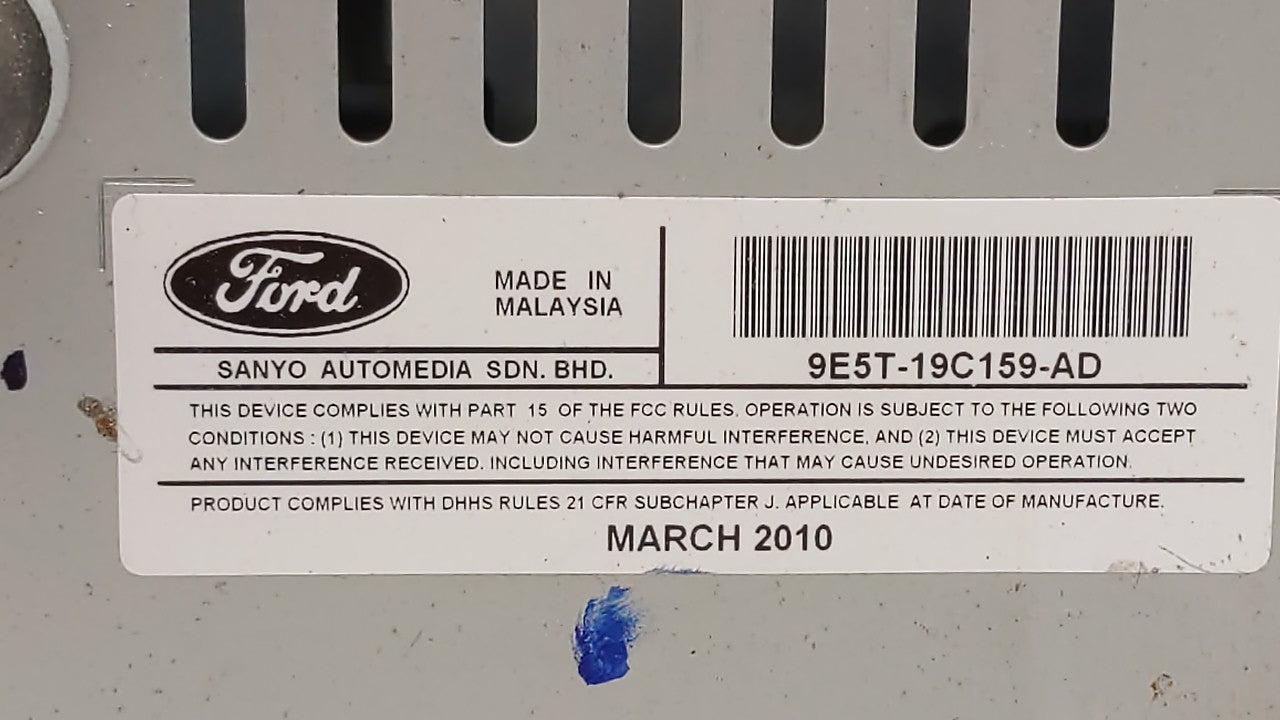 Ford
MADE IN
MALAYSIA
SANYO AUTOMEDIA SDN. BHD.
9E5T-19C159-AD
THIS DEVICE COMPLIES WITH PART 15 OF THE FCC RULES. OPERATION IS SUBJECT TO THE FOLLOWING TWO
CONDITIONS : (1) THIS DEVICE MAY NOT CAUSE HARMFUL INTERFERENCE, AND (2) THIS DEVICE MUST ACCEPT
ANY INTERFERENCE RECEIVED. INCLUDING INTERFERENCE THAT MAY CAUSE UNDESIRED OPERATION.
PRODUCT COMPLIES WITH DHHS RULES 21 CFR SUBCHAPTER J. APPLICABLE AT DATE OF MANUFACTURE.
MARCH 2010